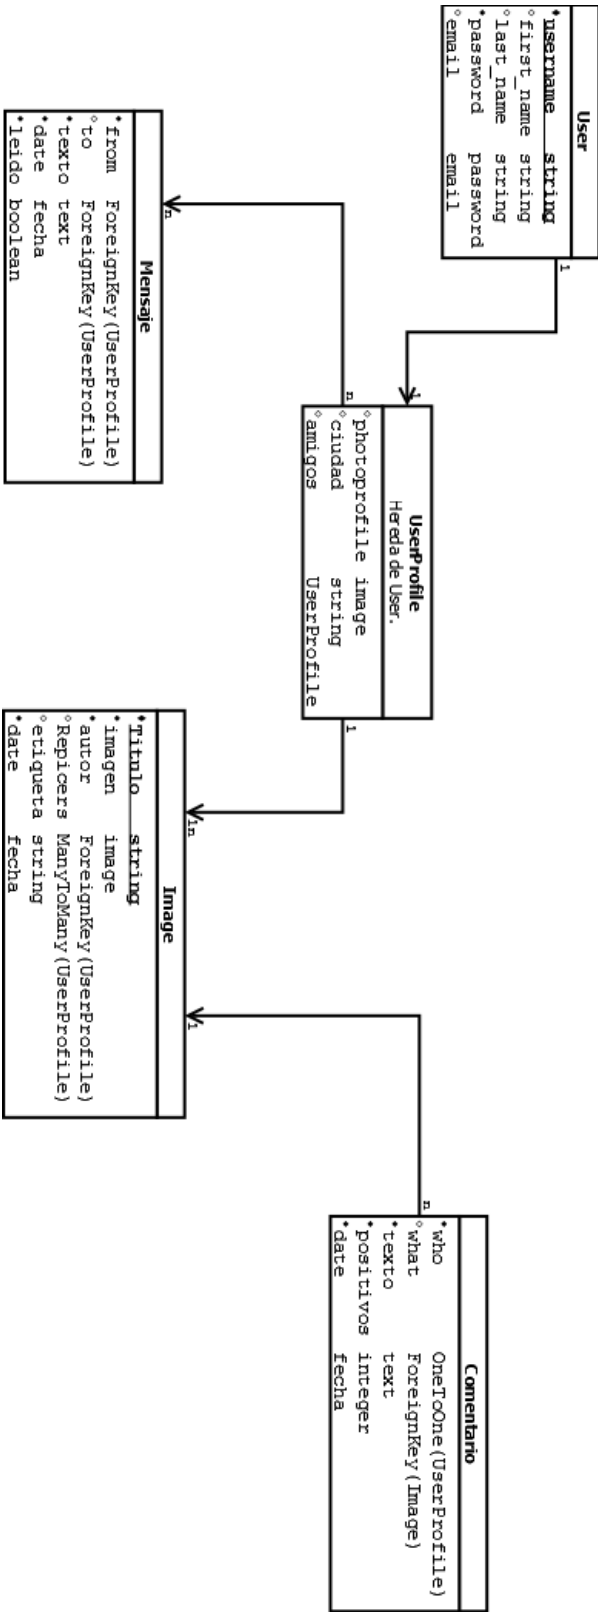 User
username string
first_name string
last_name string
password password
email email
1
1
UserProfile
Hereda de User.
photoprofile image
ciudad string
amigos UserProfile
n
n
1
1n
Mensaje
from ForeignKey(UserProfile)
to ForeignKey(UserProfile)
texto text
date fecha
leido boolean
Image
Titulo string
imagen image
autor ForeignKey(UserProfile)
Repicers ManyToMany(UserProfile)
etiqueta string
date fecha
1
n
Comentario
who OneToOne(UserProfile)
what ForeignKey(Image)
texto text
positivos integer
date fecha